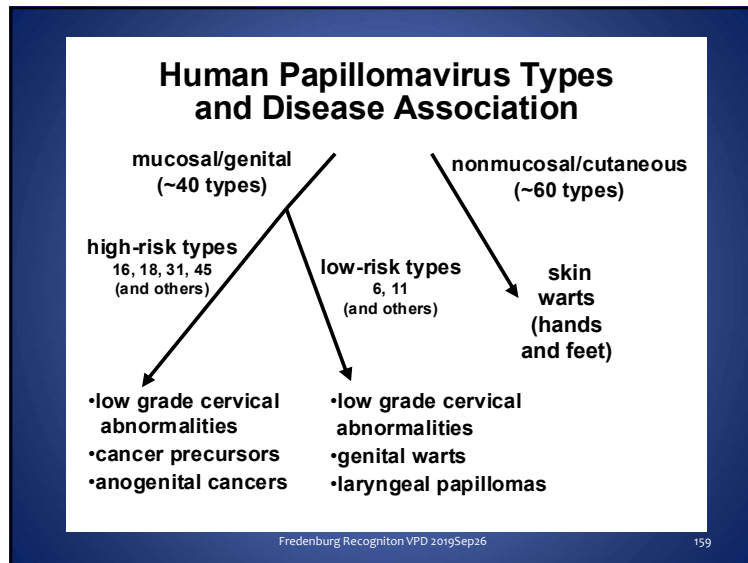 Human Papillomavirus Types
and Disease Association
mucosal/genital
(~40 types)
nonmucosal/cutaneous
(~60 types)
high-risk types
16, 18, 31, 45
(and others)
low-risk types
6, 11
(and others)
skin
warts
(hands
and feet)
•low grade cervical
abnormalities
•cancer precursors
•anogenital cancers
•low grade cervical
abnormalities
•genital warts
•laryngeal papillomas
Fredenburg Recogniton VPD 2019Sep26
159